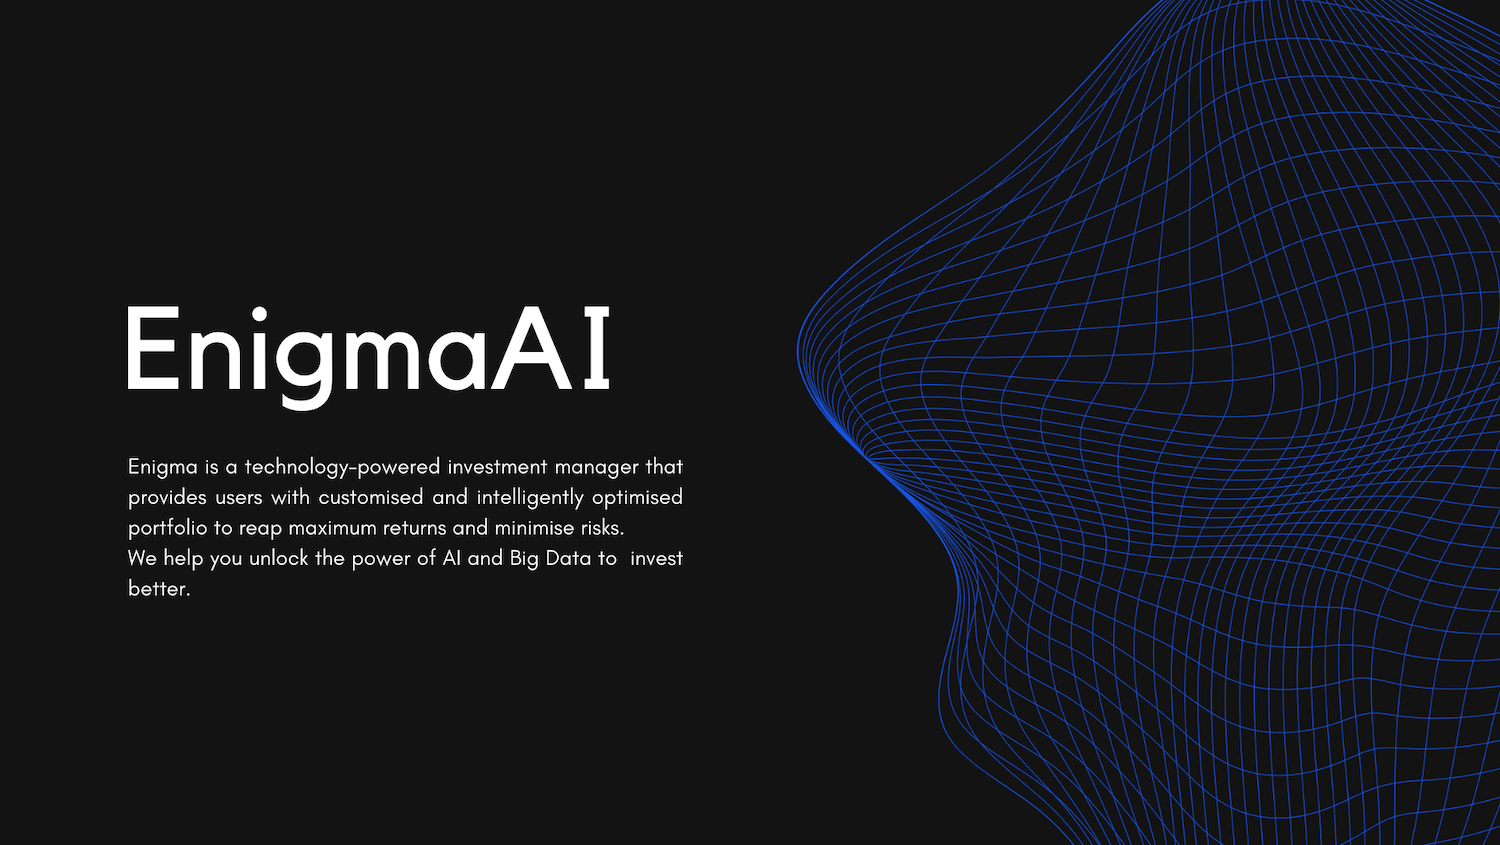 EnigmaAI
Enigma is a technology-powered investment manager that
provides users with customised and intelligently optimised
portfolio to reap maximum returns and minimise risks.
We help you unlock the power of AI and Big Data to  invest
better.